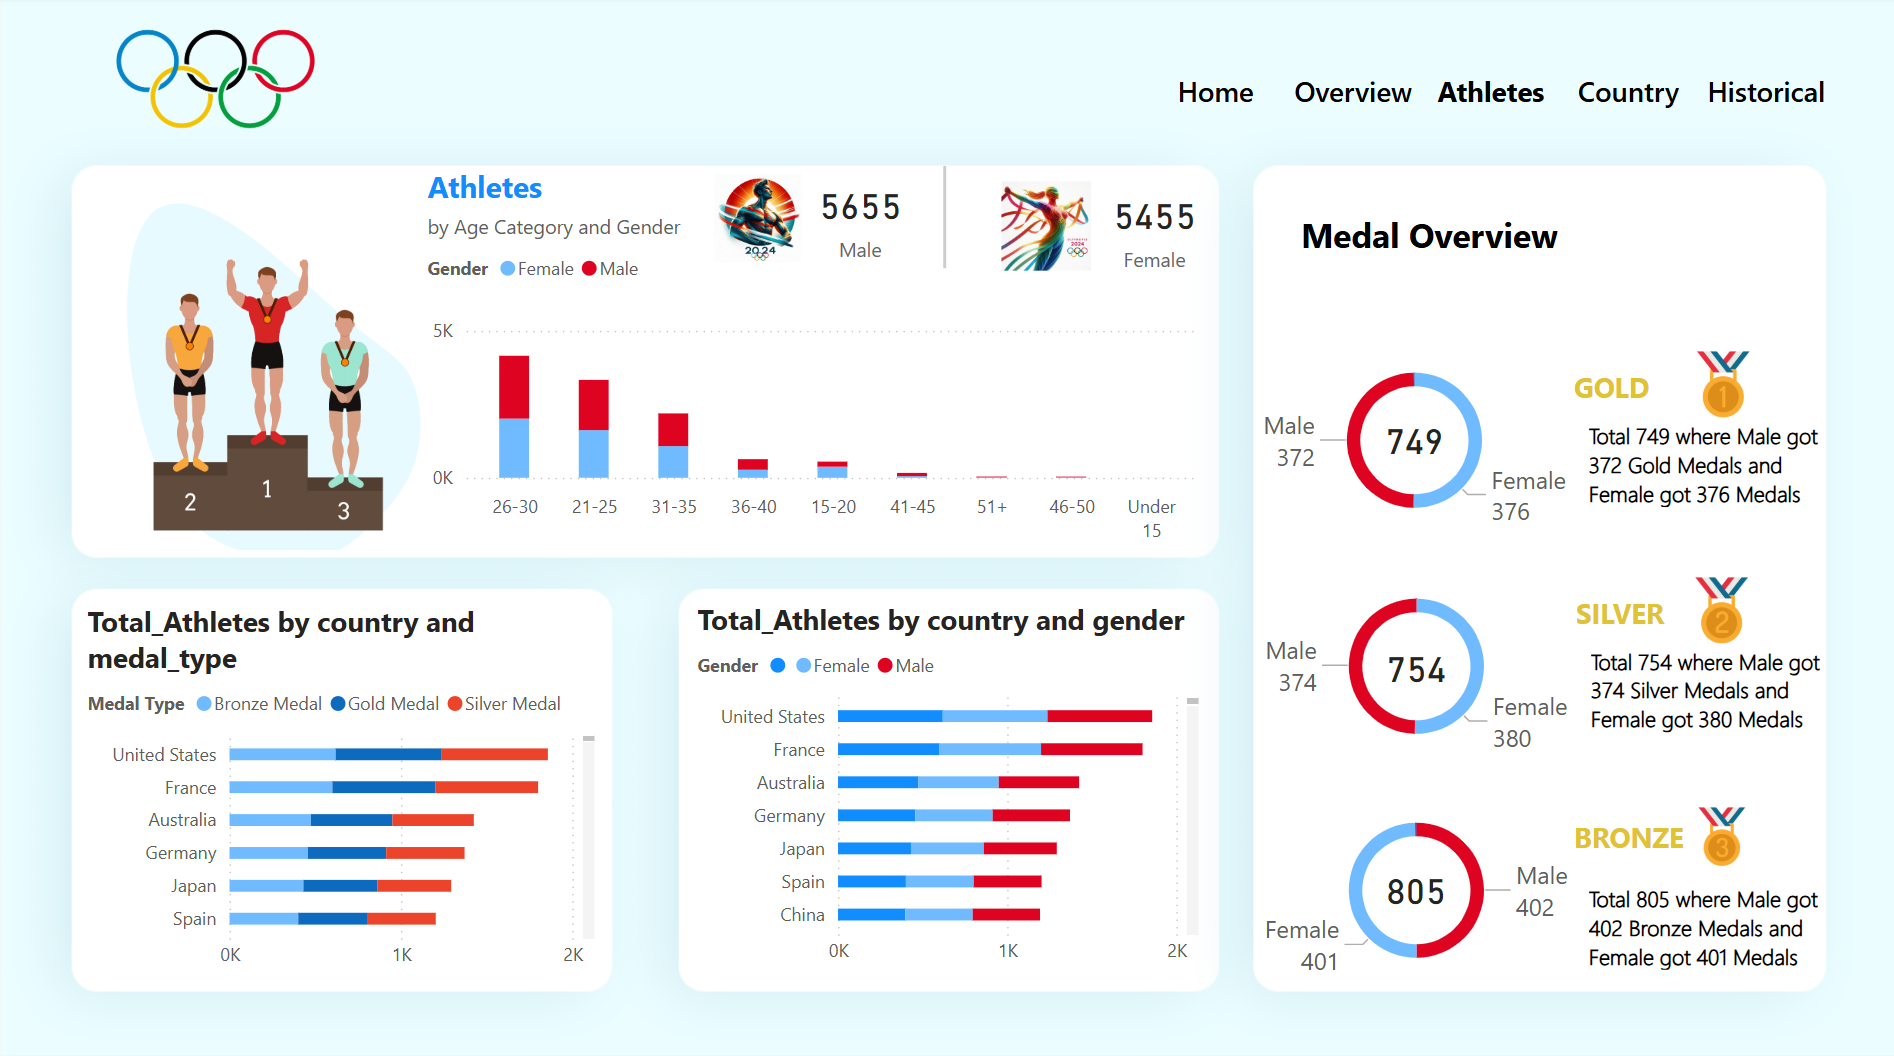 Home Overview Athletes Country Historical
Athletes
by Age Category and Gender
Gender Female Male
2024
5655
Male
2024
5455
Female
5K
0K
26-30 21-25 31-35 36-40 15-20 41-45 51+ 46-50 Under
15
2 1 3
Total_Athletes by country and
medal_type
Medal Type Bronze Medal Gold Medal Silver Medal
United States
France
Australia
Germany
Japan
Spain
0K 1K 2K
Total_Athletes by country and gender
Gender Female Male
United States
France
Australia
Germany
Japan
Spain
China
0K 1K 2K
Medal Overview
Male
372
749
Female
376
GOLD
1
Total 749 where Male got
372 Gold Medals and
Female got 376 Medals
Male
374
754
Female
380
SILVER
2
Total 754 where Male got
374 Silver Medals and
Female got 380 Medals
805
Male
402
Female
401
BRONZE
3
Total 805 where Male got
402 Bronze Medals and
Female got 401 Medals